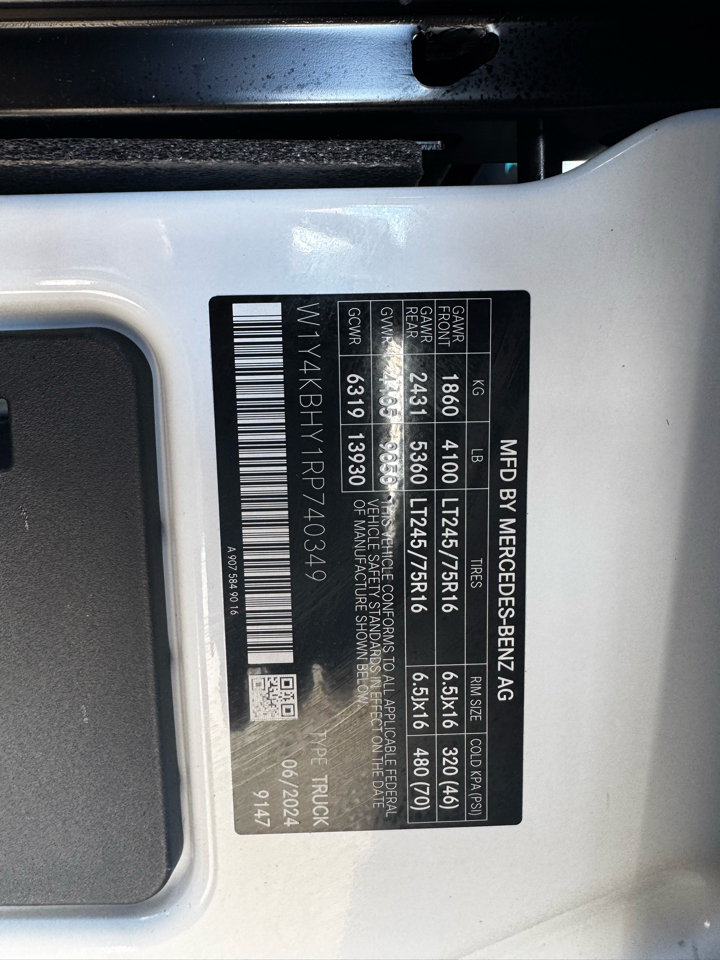 MFD BY MERCEDES-BENZ AG
KG LB TIRES RIM SIZE COLD KPA (PSI)
GAWR FRONT 1860 4100 LT245/75R16 6.5Jx16 320 (46)
GAWR REAR 2431 5360 LT245/75R16 6.5Jx16 480 (70)
GVWR
GCWR 6319 13930
THIS VEHICLE CONFORMS TO ALL APPLICABLE FEDERAL
VEHICLE SAFETY STANDARDS IN EFFECT ON THE DATE
OF MANUFACTURE SHOWN BELOW.
W1Y4KBHY1RP740349
TYPE TRUCK
06/2024
9147
A 907 584 90 16